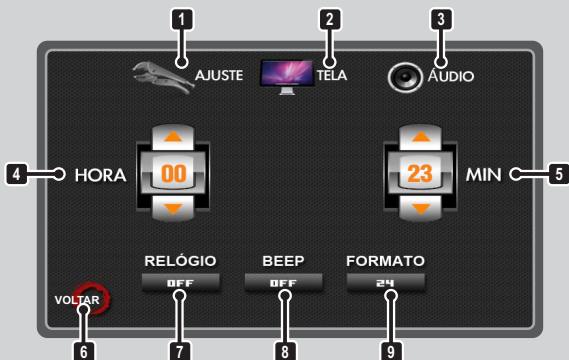 1 2 3
AJUSTE TELA ÁUDIO
4 HORA 00 23 MIN 5
RELÓGIO BEEP FORMATO
OFF OFF 24
VOLTAR
6 7 8 9